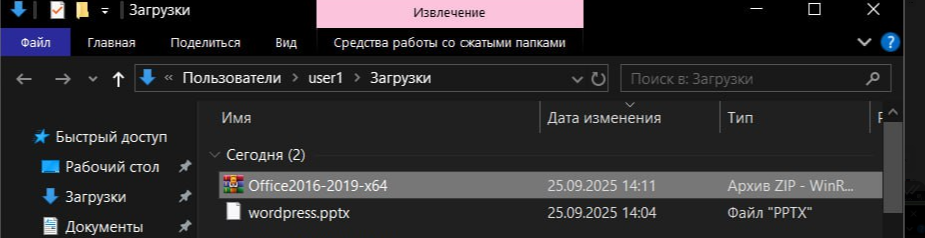 Загрузки
Извлечение
Файл Главная Поделиться Вид Средства работы со сжатыми папками
« Пользователи › user1 › Загрузки
Поиск в: Загрузки
Имя Дата изменения Тип
Быстрый доступ
Рабочий стол
Загрузки
Документы
Сегодня (2)
Office2016-2019-x64 25.09.2025 14:11 Архив ZIP - WinR...
wordpress.pptx 25.09.2025 14:04 Файл "PPTX"